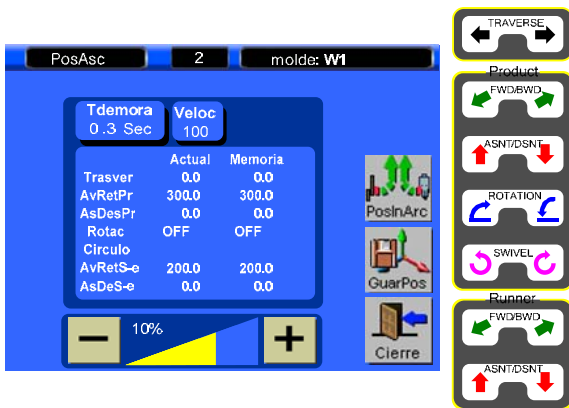 PosAsc 2 molde: W1
Tdemora Veloc
0.3 Sec 100
Actual Memoria
Trasver 0.0 0.0
AvRetPr 300.0 300.0
AsDesPr 0.0 0.0
Rotac OFF OFF
Circulo
AvRetS-e 200.0 200.0
AsDeS-e 0.0 0.0
10%
PosInArc
GuarPos
Cierre
TRAVERSE
Product
FWD/BWD
ASNT/DSNT
ROTATION
SWIVEL
Runner
FWD/BWD
ASNT/DSNT